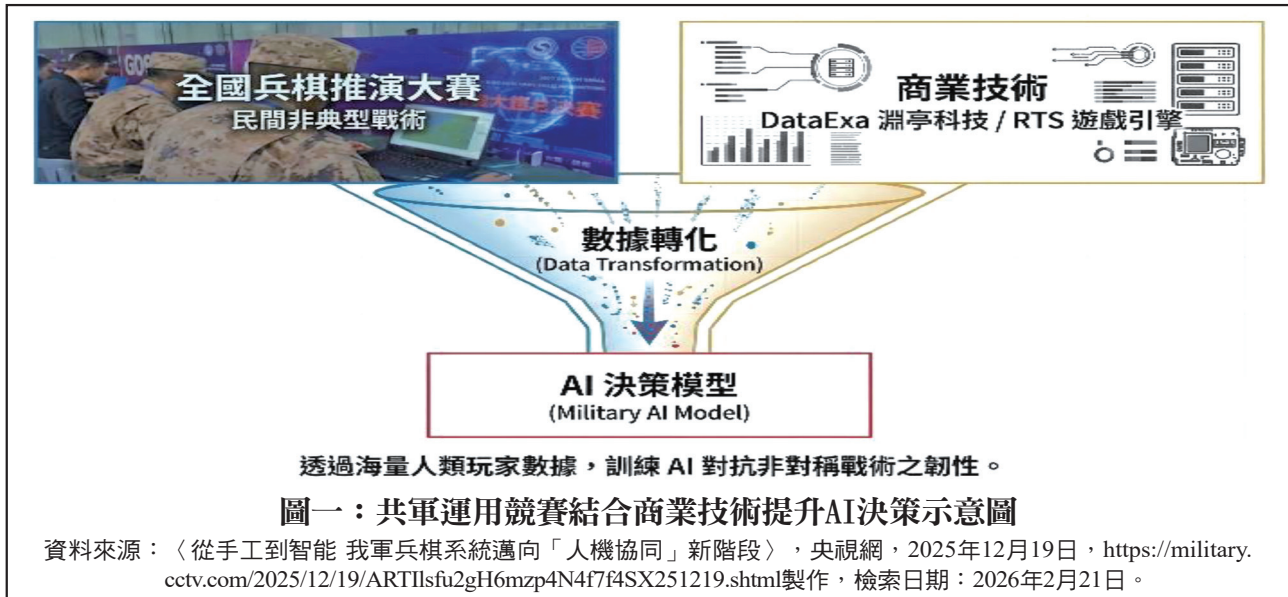 全國兵棋推演大賽
民間非典型戰術
商業技術
DataExa 淵亭科技 / RTS 遊戲引擎
數據轉化
(Data Transformation)
AI 決策模型
(Military AI Model)
透過海量人類玩家數據，訓練 AI 對抗非對稱戰術之韌性。
圖一：共軍運用競賽結合商業技術提升AI決策示意圖
資料來源：〈從手工到智能 我軍兵棋系統邁向「人機協同」新階段〉，央視網，2025年12月19日，https://military.
cctv.com/2025/12/19/ARTIlsfu2gH6mzp4N4f7f4SX251219.shtml製作，檢索日期：2026年2月21日。